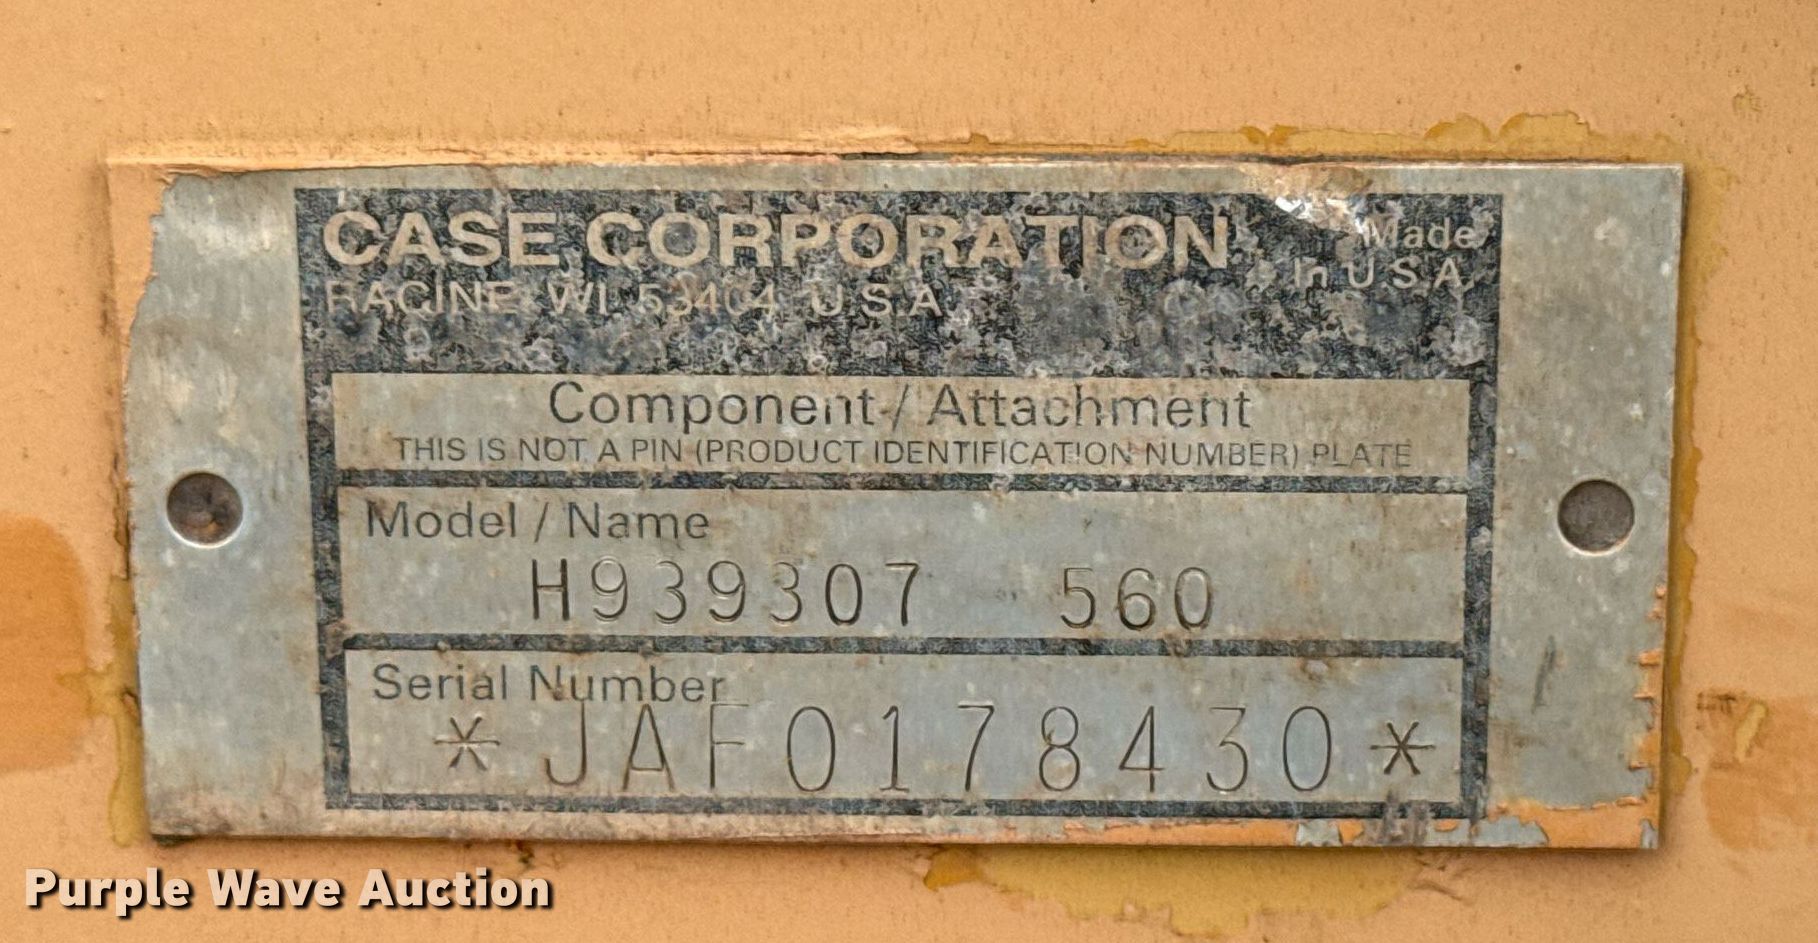 CASE CORPORATION
Made
RACINE, WI 53404 U.S.A.
In U.S.A.
Component / Attachment
THIS IS NOT A PIN (PRODUCT IDENTIFICATION NUMBER) PLATE
Model / Name
H939307 560
Serial Number
*JAF0178430*
Purple Wave Auction